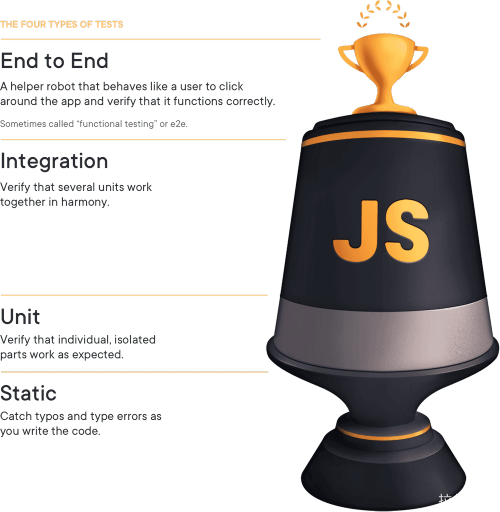 THE FOUR TYPES OF TESTS
End to End
A helper robot that behaves like a user to click
around the app and verify that it functions correctly.
Sometimes called "functional testing" or e2e.
Integration
Verify that several units work
together in harmony.
JS
Unit
Verify that individual, isolated
parts work as expected.
Static
Catch typos and type errors as
you write the code.